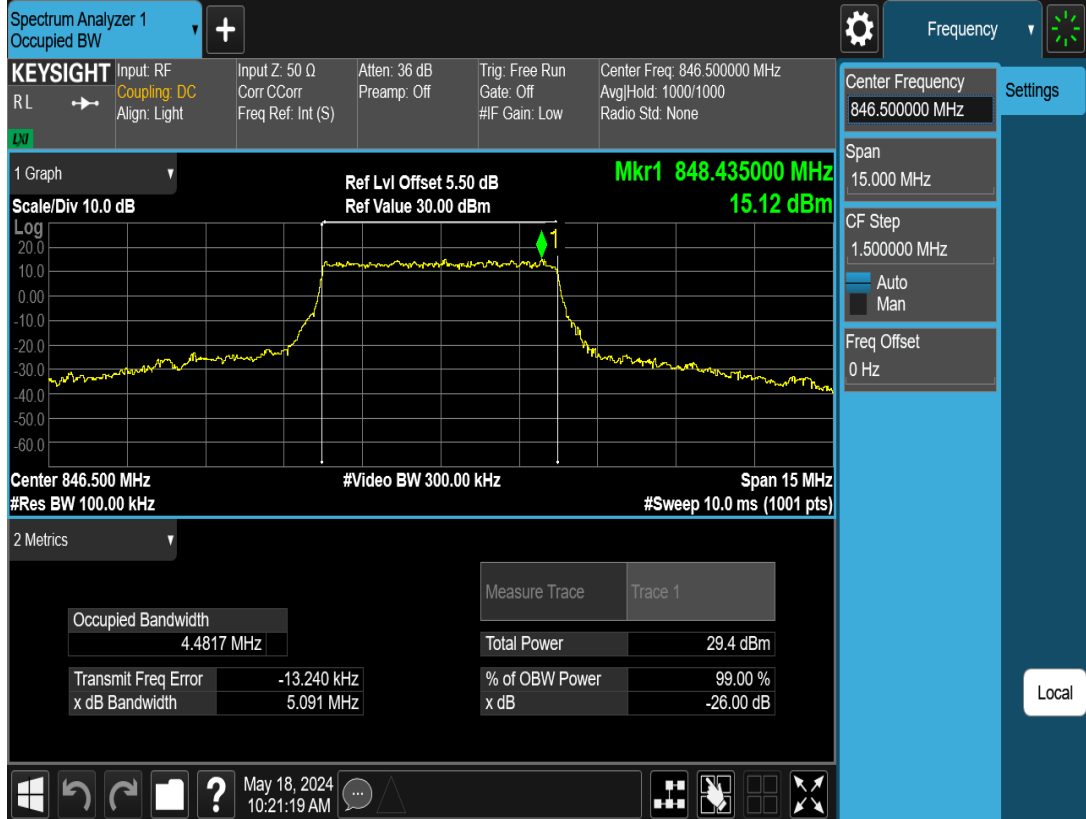 Spectrum Analyzer 1
Occupied BW
+
Frequency
KEYSIGHT
R L
LXI
Input: RF
Coupling: DC
Align: Light
Input Z: 50 Ω
Corr CCorr
Freq Ref: Int (S)
Atten: 36 dB
Preamp: Off
Trig: Free Run
Gate: Off
#IF Gain: Low
Center Freq: 846.500000 MHz
Avg|Hold: 1000/1000
Radio Std: None
Center Frequency
846.500000 MHz
Settings
Span
15.000 MHz
CF Step
1.500000 MHz
Auto
Man
Freq Offset
0 Hz
Local
1 Graph
Scale/Div 10.0 dB
Ref Lvl Offset 5.50 dB
Ref Value 30.00 dBm
Mkr1 848.435000 MHz
15.12 dBm
Log
20.0
10.0
0.00
-10.0
-20.0
-30.0
-40.0
-50.0
-60.0
1
Center 846.500 MHz
#Video BW 300.00 kHz
Span 15 MHz
#Res BW 100.00 kHz
#Sweep 10.0 ms (1001 pts)
2 Metrics
Measure Trace
Trace 1
Occupied Bandwidth
4.4817 MHz
Total Power
29.4 dBm
Transmit Freq Error
-13.240 kHz
% of OBW Power
99.00 %
x dB Bandwidth
5.091 MHz
x dB
-26.00 dB
?
May 18, 2024
10:21:19 AM